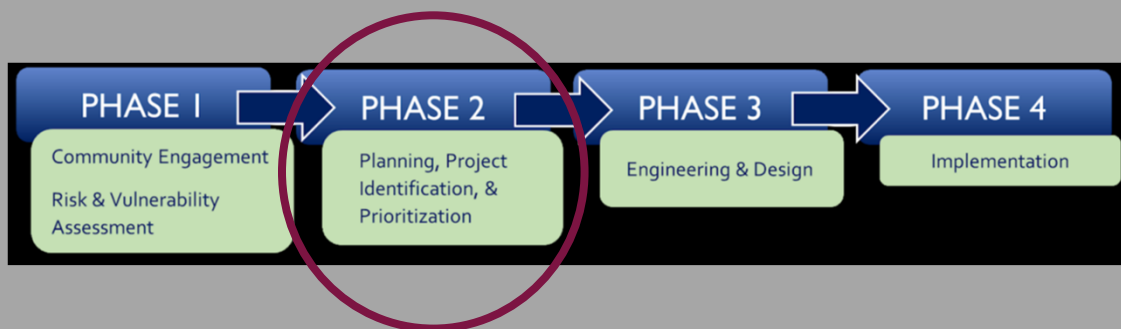 PHASE 1
Community Engagement
Risk & Vulnerability
Assessment
PHASE 2
Planning, Project
Identification, &
Prioritization
PHASE 3
Engineering & Design
PHASE 4
Implementation